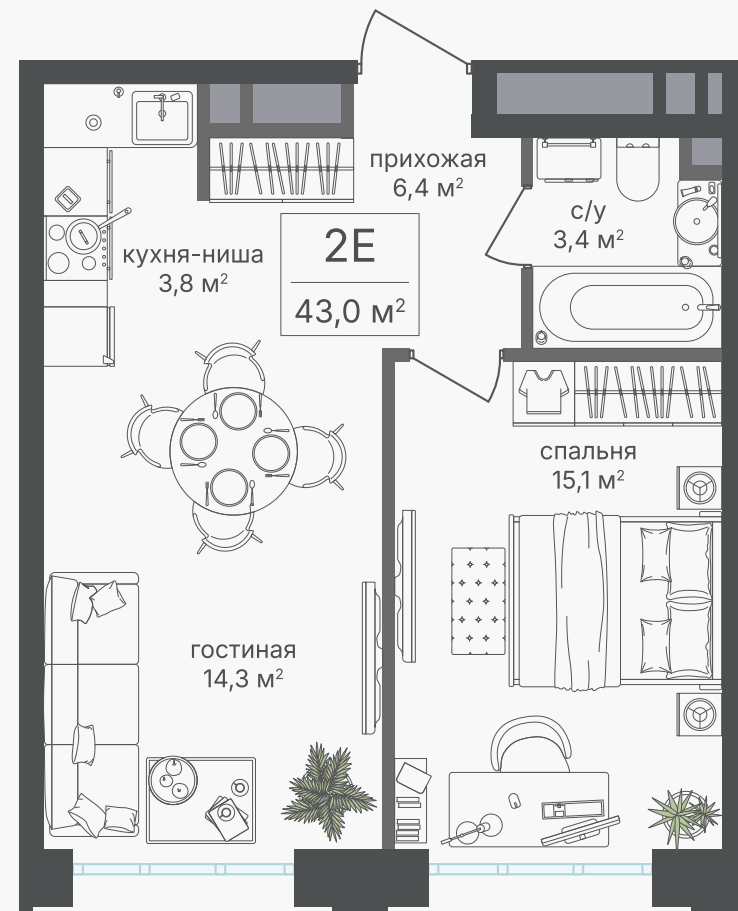 прихожая
6,4 м²
с/у
3,4 м²
2Е
43,0 м²
кухня-ниша
3,8 м²
спальня
15,1 м²
гостиная
14,3 м²